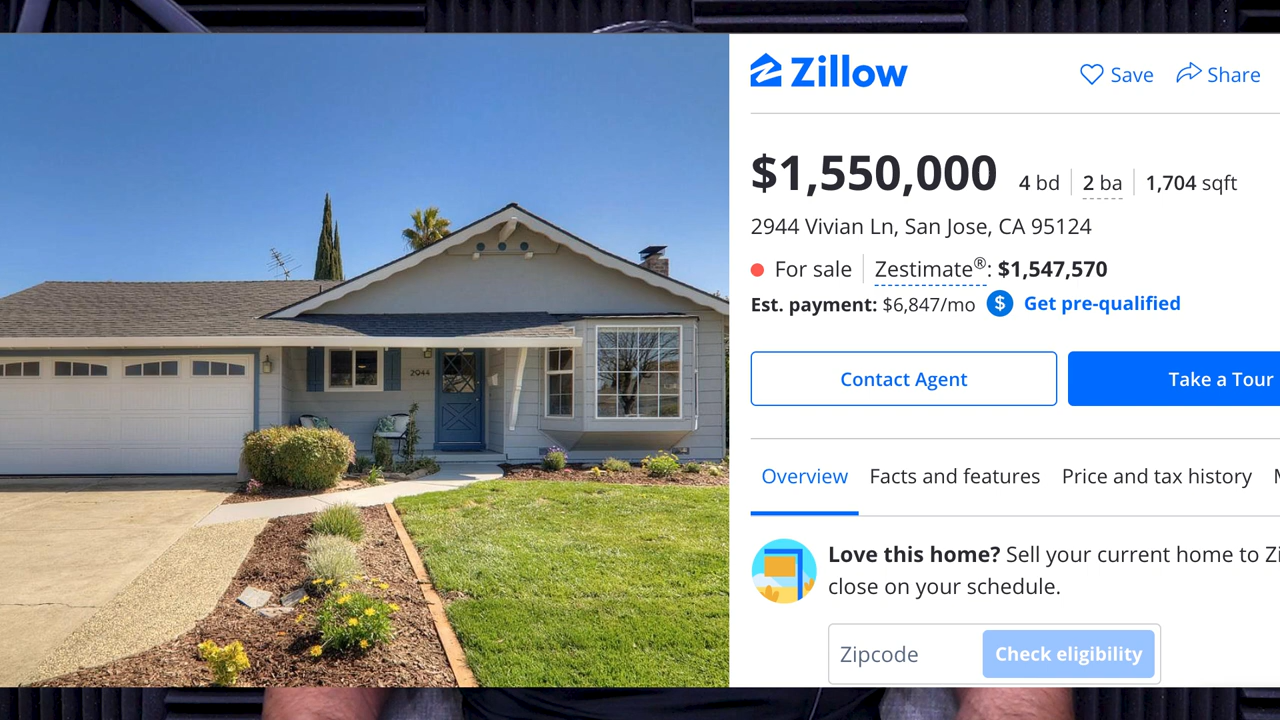 2944
Zillow
Save
Share
$1,550,000 4 bd 2 ba 1,704 sqft
2944 Vivian Ln, San Jose, CA 95124
For sale Zestimate®: $1,547,570
Est. payment: $6,847/mo $ Get pre-qualified
Contact Agent
Take a Tour
Overview Facts and features Price and tax history
Love this home? Sell your current home to Zi
close on your schedule.
Zipcode
Check eligibility